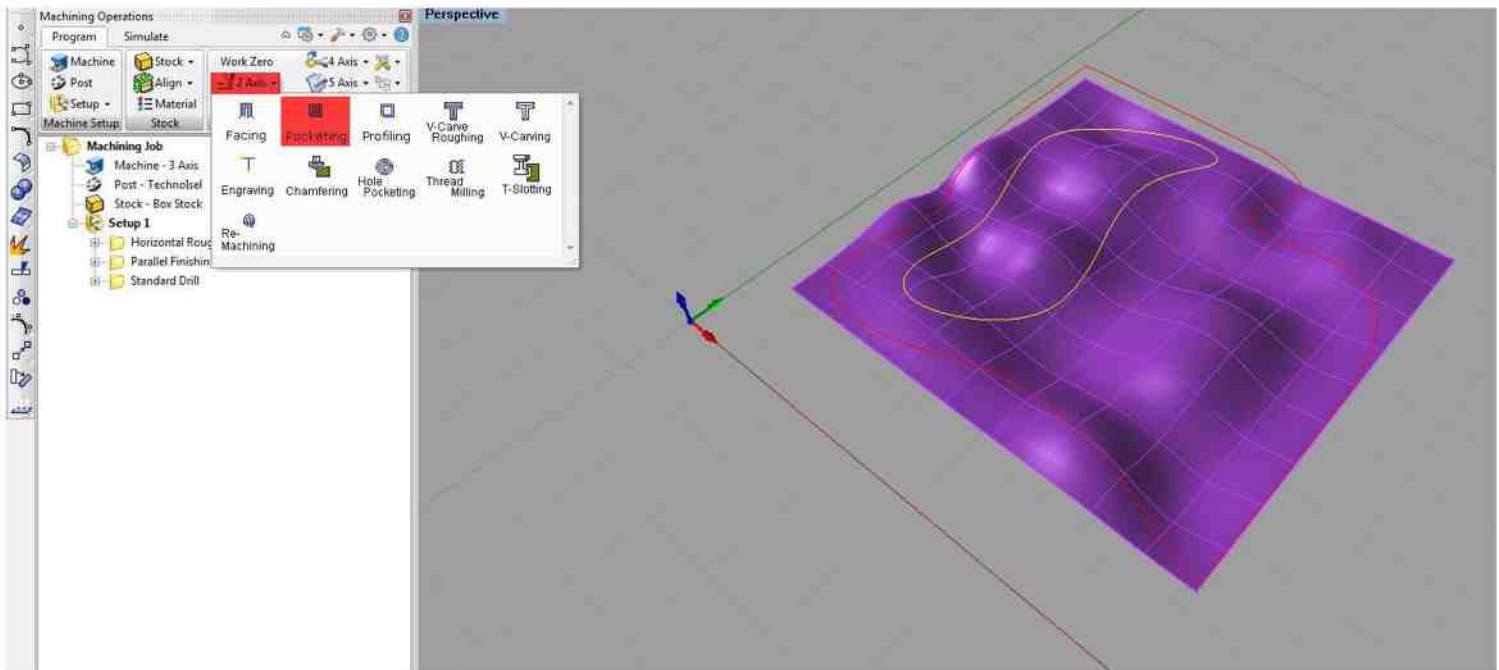 Machining Operations
Perspective
Program Simulate
Machine Stock Work Zero 4 Axis
Post Align 2 Axis 5 Axis
Setup Material
Machine Setup Stock
Facing Pocketing Profiling V-Carve Roughing V-Carving
Engraving Chamfering Hole Pocketing Thread Milling T-Slotting
Re-Machining
Machining Job
Machine - 3 Axis
Post - Technolsel
Stock - Box Stock
Setup 1
Horizontal Roug
Parallel Finishin
Standard Drill